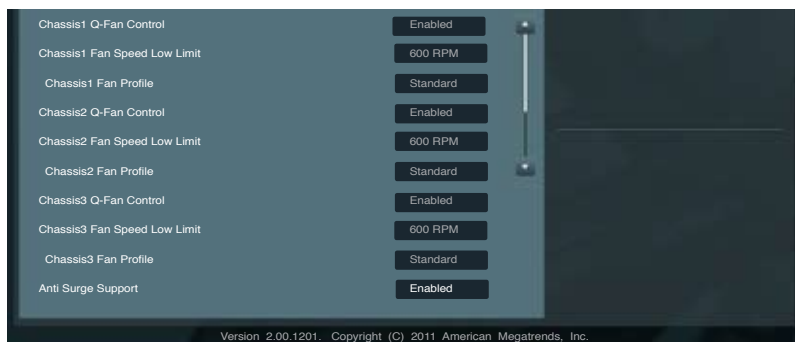 Chassis1 Q-Fan Control Enabled
Chassis1 Fan Speed Low Limit 600 RPM
Chassis1 Fan Profile Standard
Chassis2 Q-Fan Control Enabled
Chassis2 Fan Speed Low Limit 600 RPM
Chassis2 Fan Profile Standard
Chassis3 Q-Fan Control Enabled
Chassis3 Fan Speed Low Limit 600 RPM
Chassis3 Fan Profile Standard
Anti Surge Support Enabled
Version 2.00.1201. Copyright (C) 2011 American Megatrends, Inc.